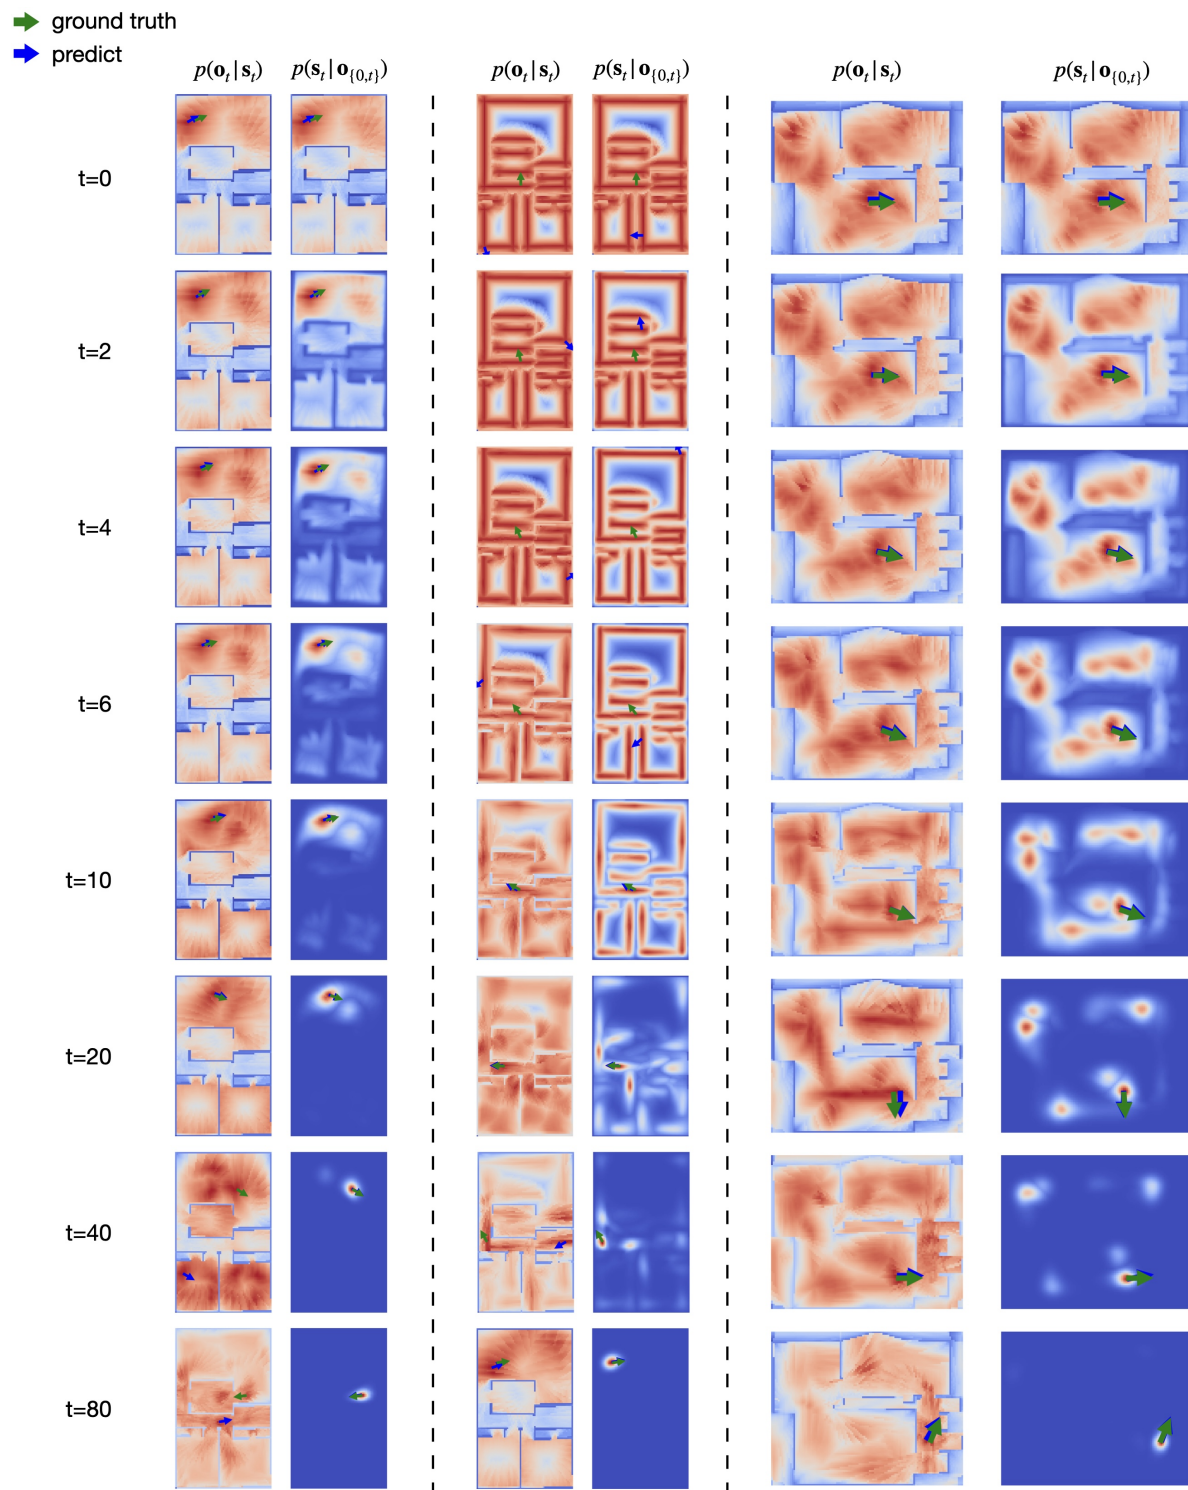 ground truth
predict
p(o_t|s_t) p(s_t|o_{0,t}) p(o_t|s_t) p(s_t|o_{0,t}) p(o_t|s_t) p(s_t|o_{0,t})
t=0
t=2
t=4
t=6
t=10
t=20
t=40
t=80